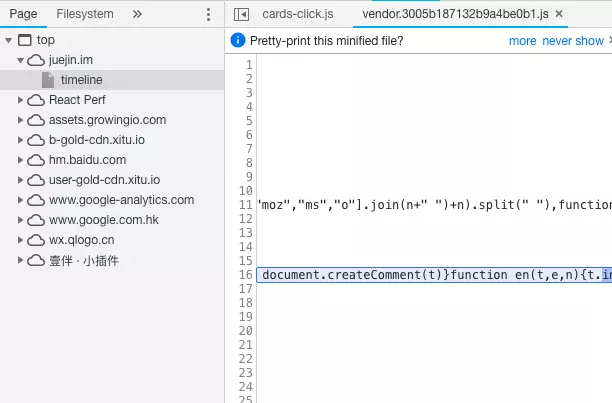 Page Filesystem »
cards-click.js vendor.3005b187132b9a4be0b1.js ×
Pretty-print this minified file? more never show ×
top
juejin.im
timeline
React Perf
assets.growingio.com
b-gold-cdn.xitu.io
hm.baidu.com
user-gold-cdn.xitu.io
www.google-analytics.com
www.google.com.hk
wx.qlogo.cn
壹伴 · 小插件
1
2
3
4
5
6
7
8
9
10
11 "moz","ms","o"].join(n+" ")+n).split(" "),function
12
13
14
15
16 document.createComment(t)}function en(t,e,n){t.in
17
18
19
20
21
22
23
24
25